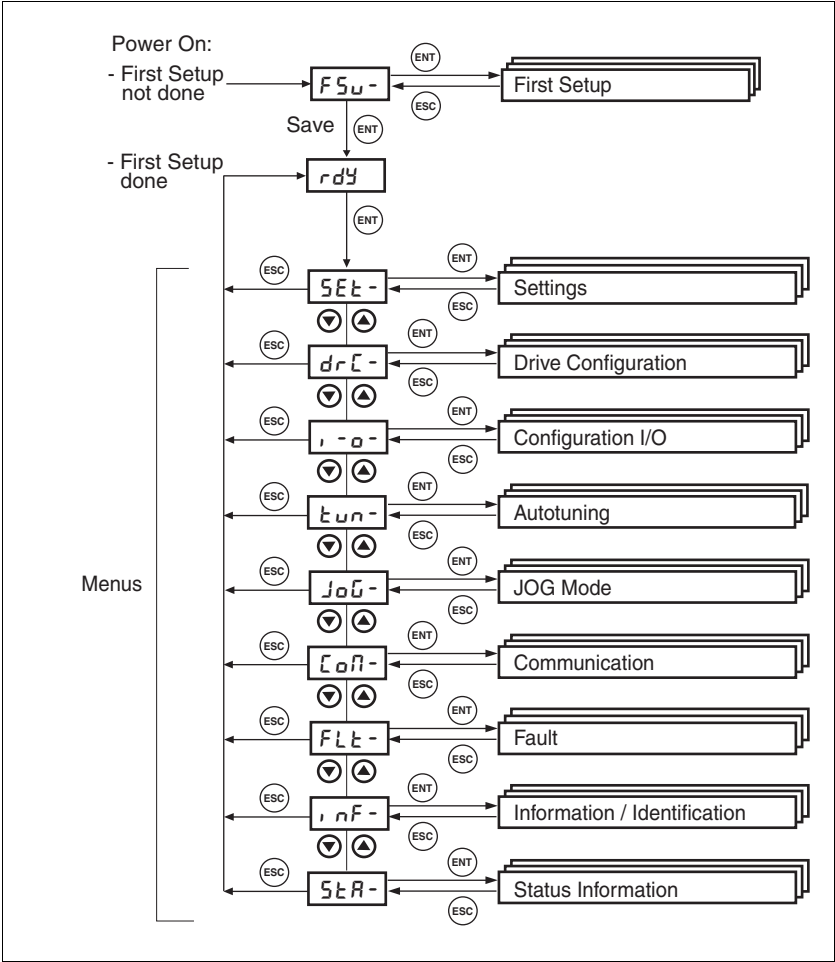 Power On:
- First Setup
not done
FSu-
ENT
ESC
First Setup
Save
ENT
- First Setup
done
rdy
ENT
Menus
ESC
SEt-
ENT
ESC
Settings
ESC
drC-
ENT
ESC
Drive Configuration
ESC
i-o-
ENT
ESC
Configuration I/O
ESC
tun-
ENT
ESC
Autotuning
ESC
JoG-
ENT
ESC
JOG Mode
ESC
CoM-
ENT
ESC
Communication
ESC
FLt-
ENT
ESC
Fault
ESC
inF-
ENT
ESC
Information / Identification
ESC
StA-
ENT
ESC
Status Information